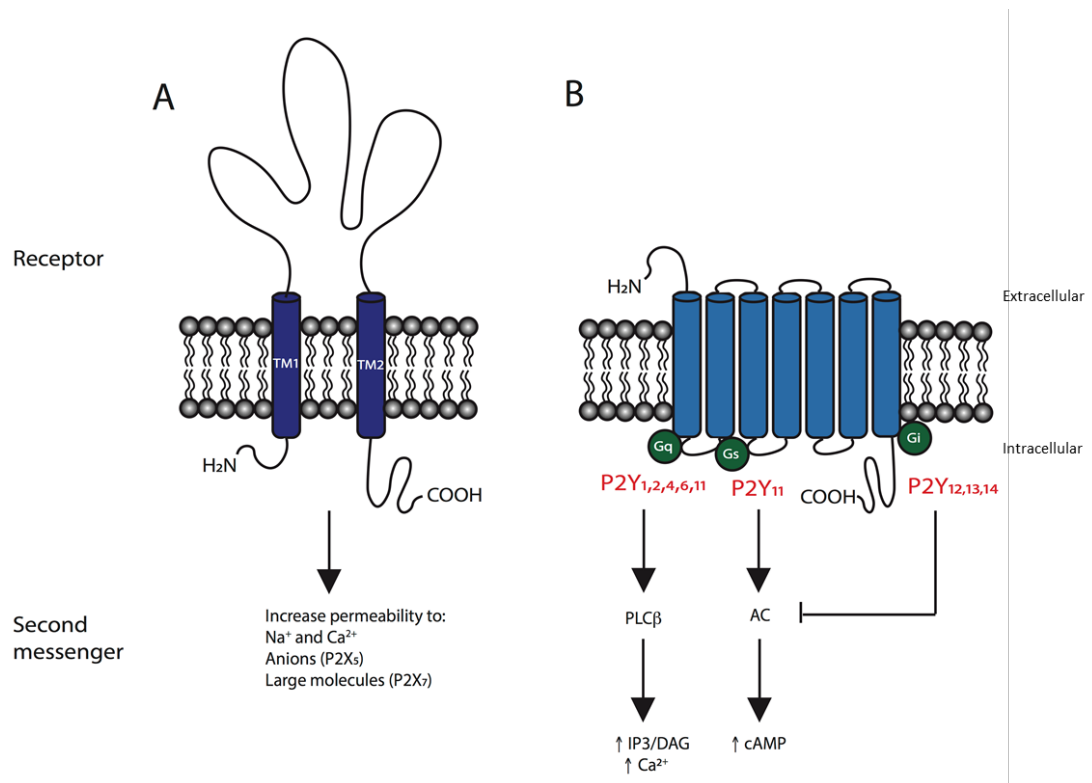 A
B
Receptor
H₂N
Extracellular
TM1
TM2
Gq
Gs
Gi
Intracellular
H₂N
P2Y₁,₂,₄,₆,₁₁
P2Y₁₁
COOH
P2Y₁₂,₁₃,₁₄
COOH
Second
messenger
Increase permeability to:
Na⁺ and Ca²⁺
Anions (P2X₅)
Large molecules (P2X₇)
PLCβ
AC
↑ IP3/DAG
↑ Ca²⁺
↑ cAMP